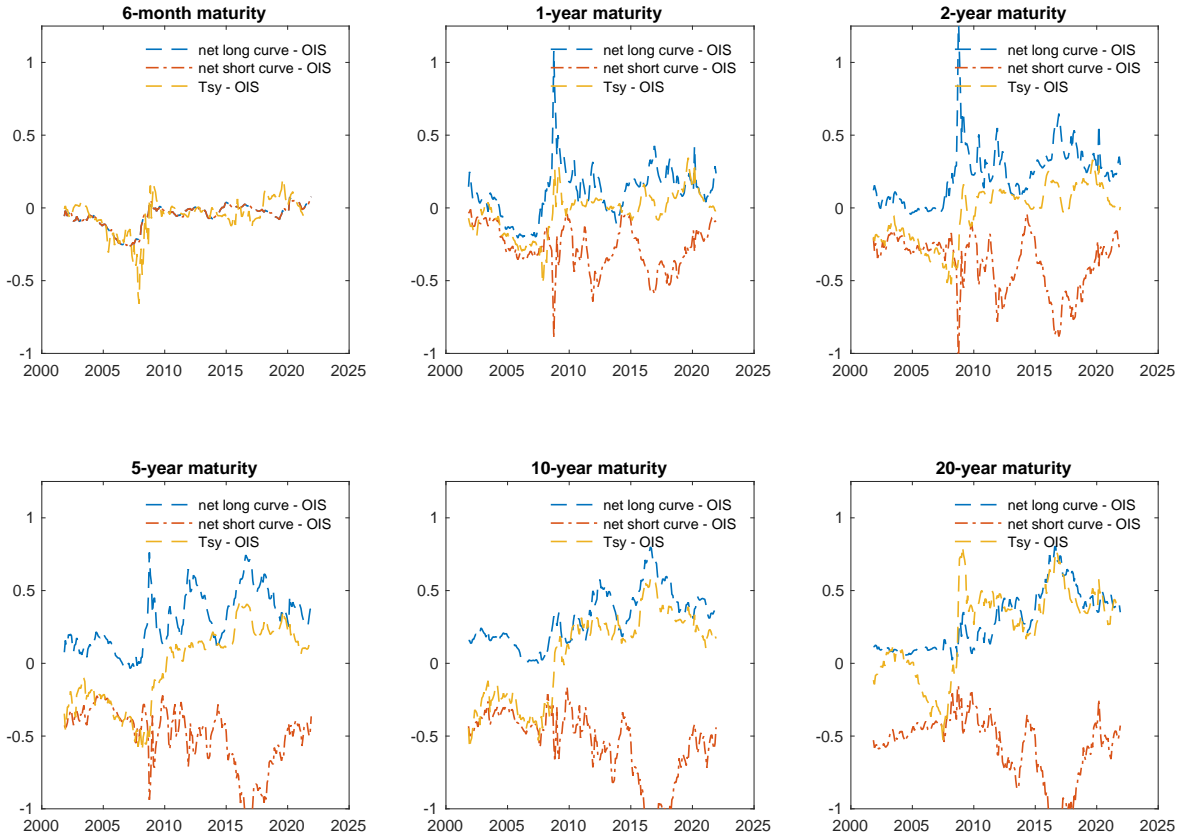 6-month maturity
net long curve - OIS
net short curve - OIS
Tsy - OIS
1
0.5
0
-0.5
-1
2000 2005 2010 2015 2020 2025
1-year maturity
net long curve - OIS
net short curve - OIS
Tsy - OIS
1
0.5
0
-0.5
-1
2000 2005 2010 2015 2020 2025
2-year maturity
net long curve - OIS
net short curve - OIS
Tsy - OIS
1
0.5
0
-0.5
-1
2000 2005 2010 2015 2020 2025
5-year maturity
net long curve - OIS
net short curve - OIS
Tsy - OIS
1
0.5
0
-0.5
-1
2000 2005 2010 2015 2020 2025
10-year maturity
net long curve - OIS
net short curve - OIS
Tsy - OIS
1
0.5
0
-0.5
-1
2000 2005 2010 2015 2020 2025
20-year maturity
net long curve - OIS
net short curve - OIS
Tsy - OIS
1
0.5
0
-0.5
-1
2000 2005 2010 2015 2020 2025